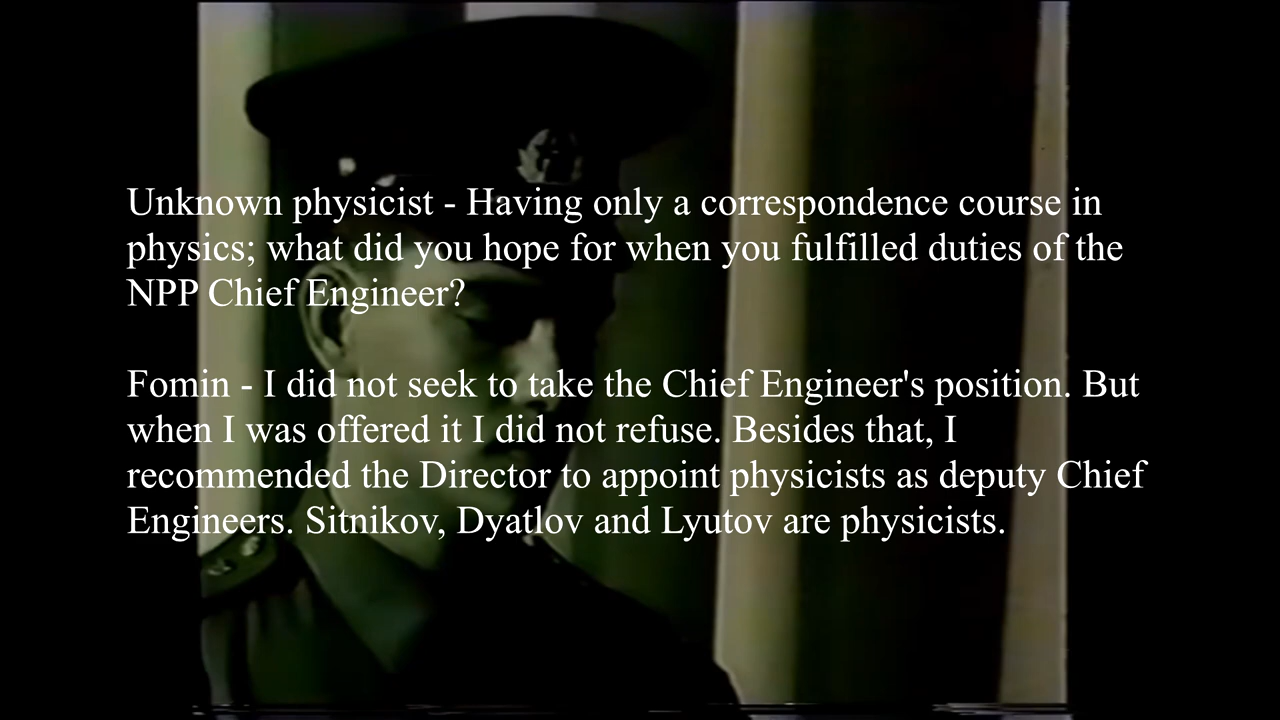 Unknown physicist - Having only a correspondence course in
physics; what did you hope for when you fulfilled duties of the
NPP Chief Engineer?
Fomin - I did not seek to take the Chief Engineer's position. But
when I was offered it I did not refuse. Besides that, I
recommended the Director to appoint physicists as deputy Chief
Engineers. Sitnikov, Dyatlov and Lyutov are physicists.